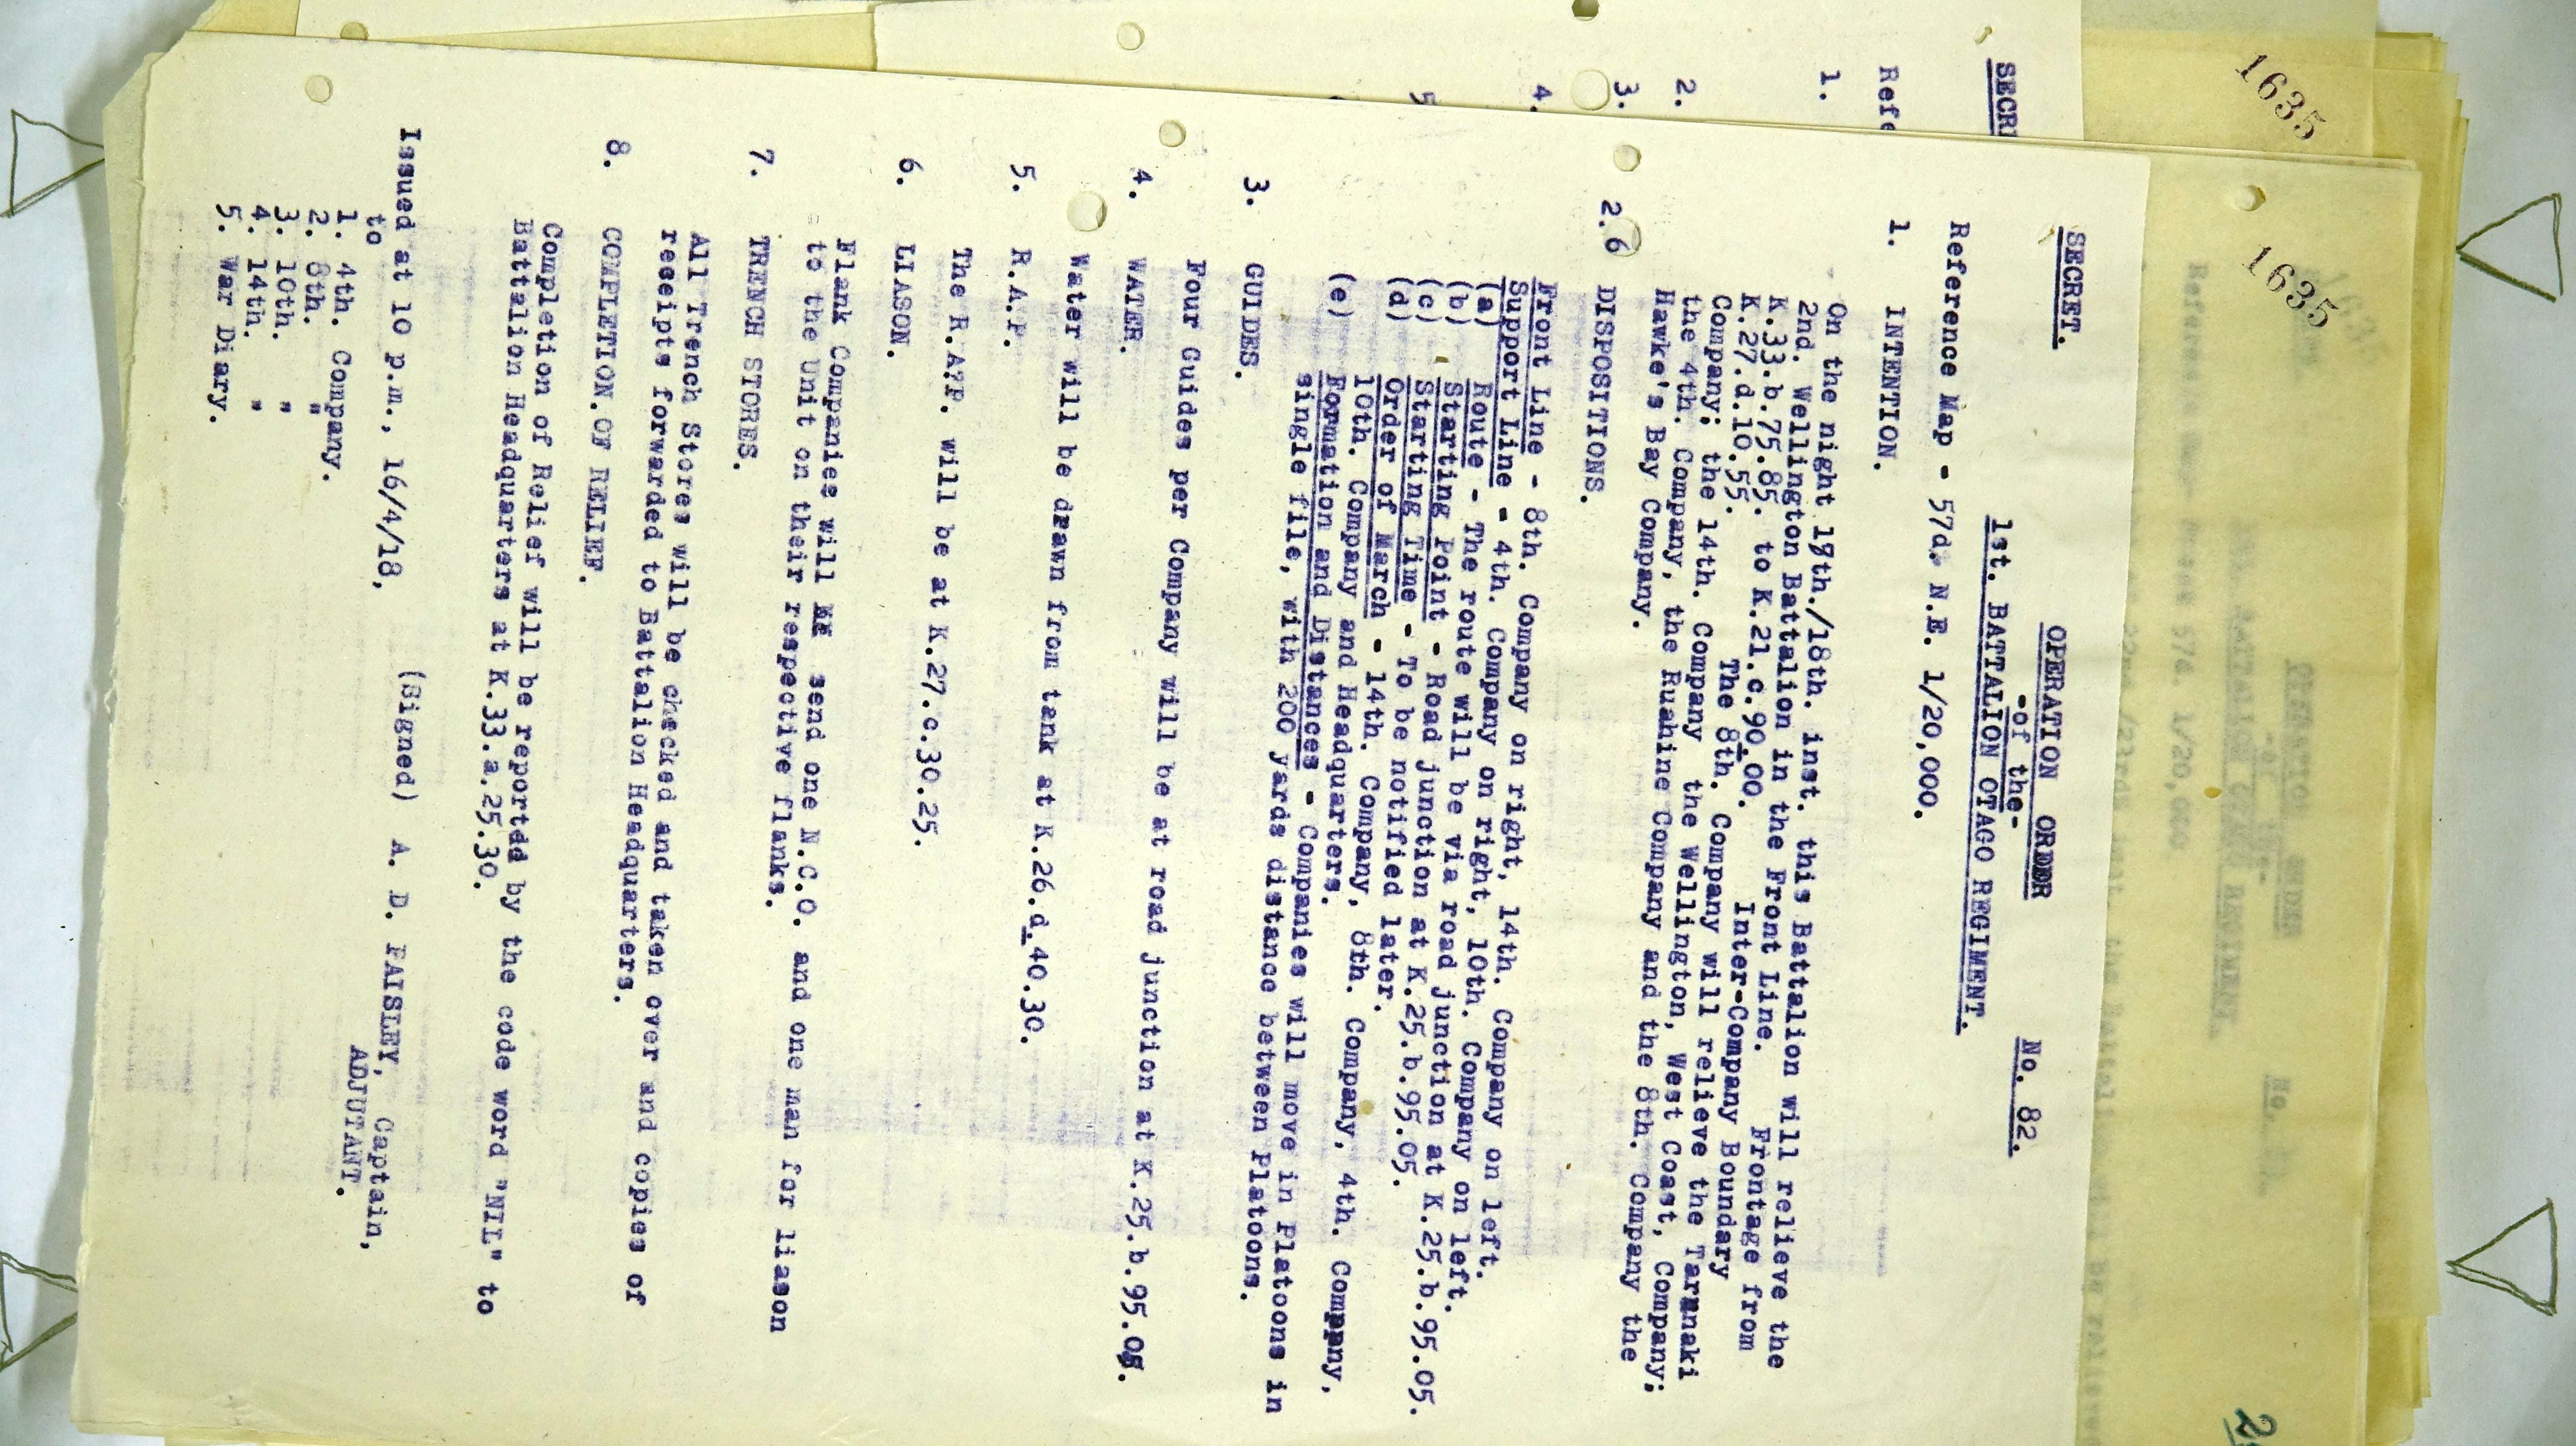 SECRET.
OPERATION ORDER No. 82.
-of the-
1st. BATTALION OTAGO REGIMENT.
Reference Map - 57d. N.E. 1/20,000.
1. INTENTION.
On the night 17th./18th. inst. this Battalion will relieve the
2nd. Wellington Battalion in the Front Line. Frontage from
K.33.b.75.85. to K.21.c.90.00. Inter-Company Boundary
K.27.d.10.55. The 8th. Company will relieve the Taranaki
Company; the 14th. Company the Wellington, West Coast, Company;
the 4th. Company, the Ruahine Company and the 8th. Company the
Hawke's Bay Company.
2. DISPOSITIONS.
Front Line - 8th. Company on right, 14th. Company on left.
Support Line - 4th. Company on right, 10th. Company on left.
(a) Route - The route will be via road junction at K.25.b.95.05.
(b) Starting Point - Road junction at K.25.b.95.05.
(c) Starting Time - To be notified later.
(d) Order of March - 14th. Company, 8th. Company, 4th. Company,
10th. Company and Headquarters.
(e) Formation and Distances - Companies will move in Platoons in
single file, with 200 yards distance between Platoons.
3. GUIDES.
Four Guides per Company will be at road junction at K.25.b.95.05.
4. WATER.
Water will be drawn from tank at K.26.d.40.30.
5. R.A.P.
The R.A.P. will be at K.27.c.30.25.
6. LIASON.
Flank Companies will send one N.C.O. and one man for liason
to the Unit on their respective flanks.
7. TRENCH STORES.
All Trench Stores will be checked and taken over and copies of
receipts forwarded to Battalion Headquarters.
8. COMPLETION OF RELIEF.
Completion of Relief will be reported by the code word "NIL" to
Battalion Headquarters at K.33.a.25.30.
Issued at 10 p.m., 16/4/18, (Signed) A. D. PAISLEY, Captain,
to ADJUTANT.
1. 4th. Company.
2. 8th. "
3. 10th. "
4. 14th. "
5. War Diary.
1635
1635
SECR
Refe
1.
2.
3.
4.
5